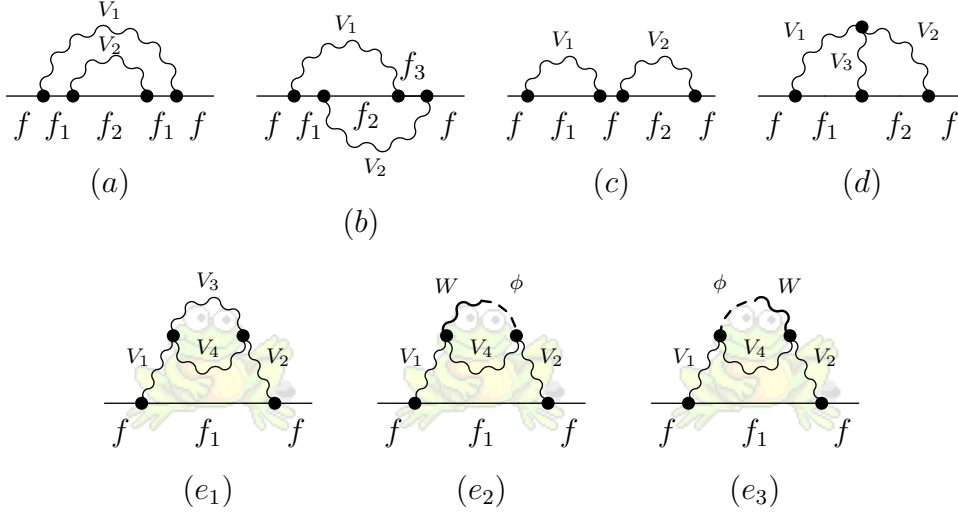 V₁ V₂ f f₁ f₂ f₁ f (a)
V₁ f₃ f f₁ f₂ f V₂ (b)
V₁ V₂ f f₁ f f₂ f (c)
V₁ V₂ V₃ f f₁ f₂ f (d)
V₃ V₁ V₄ V₂ f f₁ f (e₁)
W ϕ V₁ V₄ V₂ f f₁ f (e₂)
ϕ W V₁ V₄ V₂ f f₁ f (e₃)